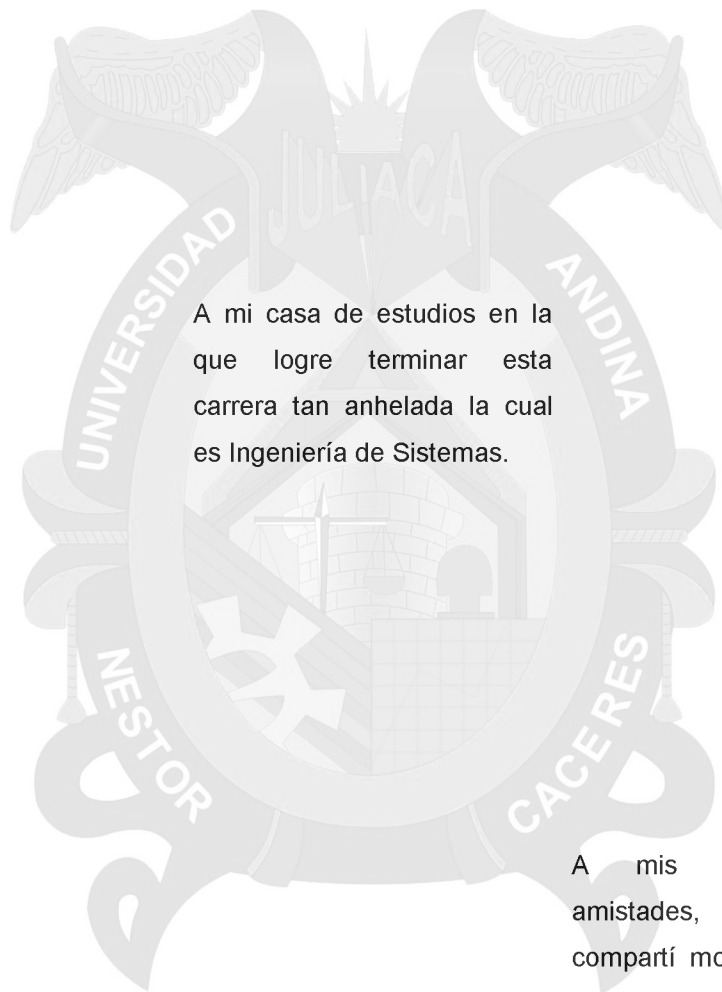 JULIACA
UNIVERSIDAD
ANDINA
A mi casa de estudios en la
que logre terminar esta
carrera tan anhelada la cual
es Ingeniería de Sistemas.
NESTOR
CACERES
A mis
amistades,
compartí